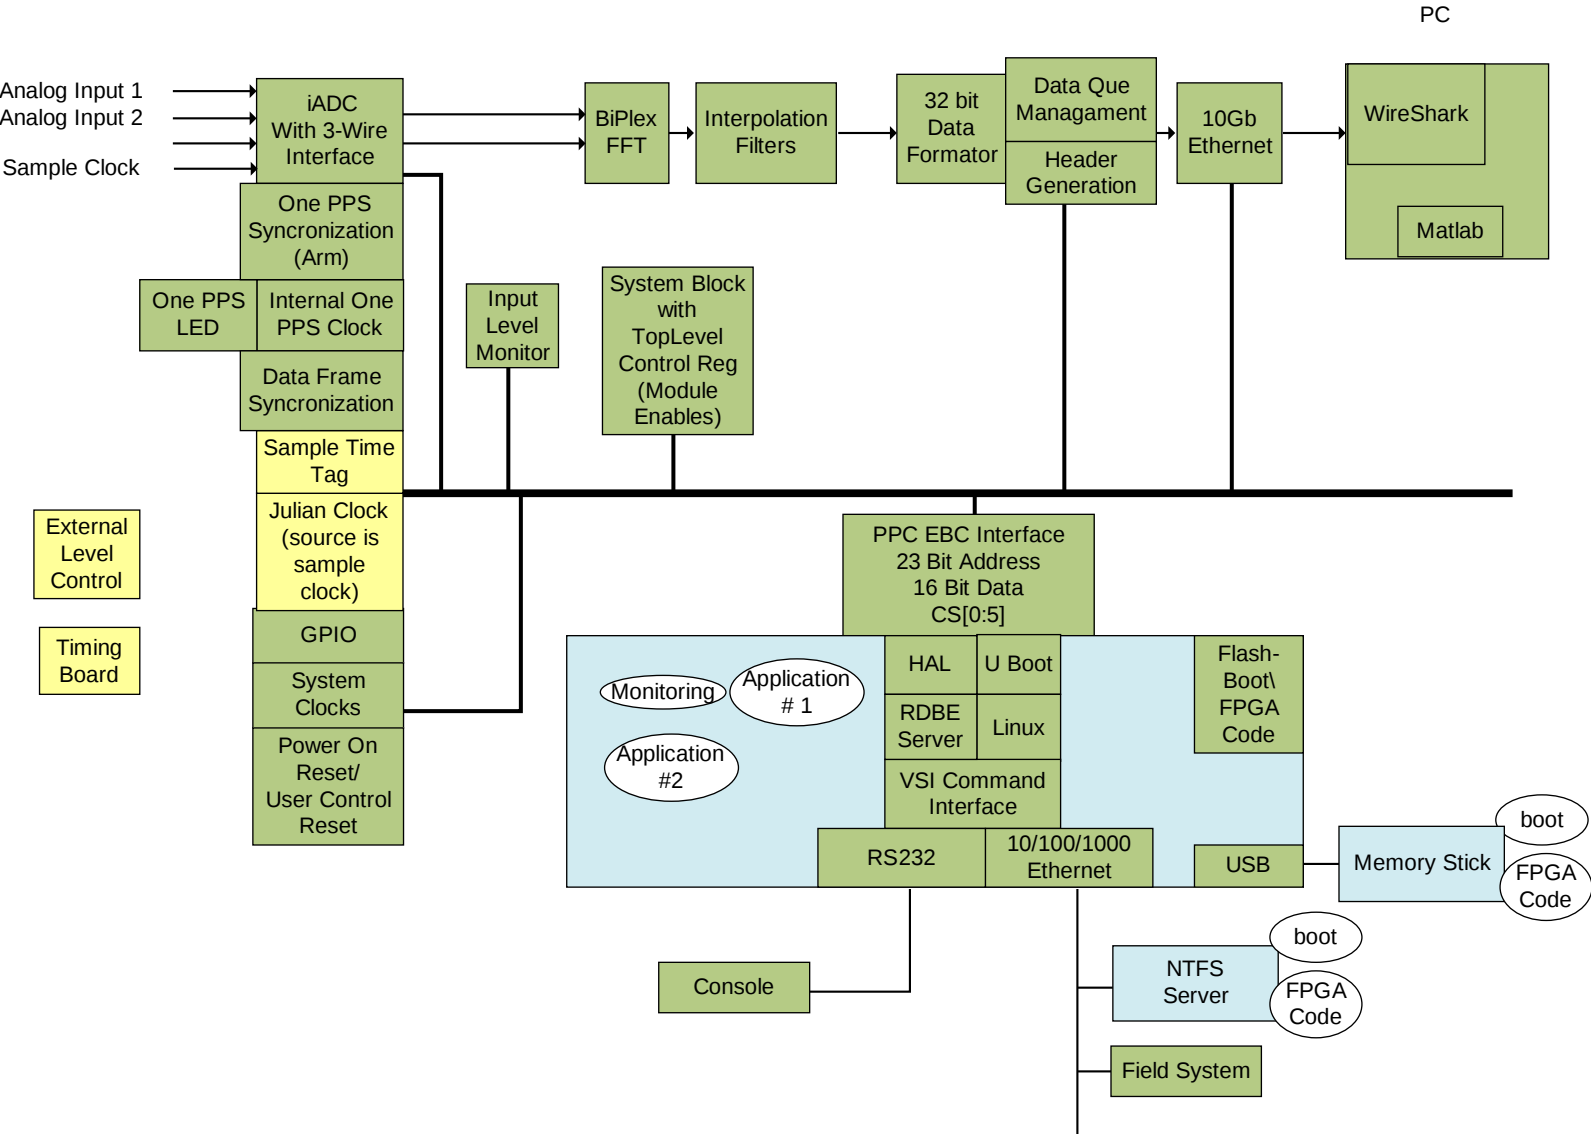 PC
Analog Input 1
Analog Input 2
Sample Clock
iADC
With 3-Wire
Interface
BiPlex
FFT
Interpolation
Filters
32 bit
Data
Formator
Data Que
Managament
Header
Generation
10Gb
Ethernet
WireShark
Matlab
One PPS
Syncronization
(Arm)
One PPS
LED
Internal One
PPS Clock
Data Frame
Syncronization
Sample Time
Tag
Julian Clock
(source is
sample
clock)
GPIO
System
Clocks
Power On
Reset/
User Control
Reset
Input
Level
Monitor
System Block
with
TopLevel
Control Reg
(Module
Enables)
External
Level
Control
Timing
Board
PPC EBC Interface
23 Bit Address
16 Bit Data
CS[0:5]
Monitoring
Application
# 1
Application
#2
HAL
U Boot
RDBE
Server
Linux
VSI Command
Interface
RS232
10/100/1000
Ethernet
Flash-
Boot\
FPGA
Code
USB
Memory Stick
boot
FPGA
Code
Console
NTFS
Server
boot
FPGA
Code
Field System